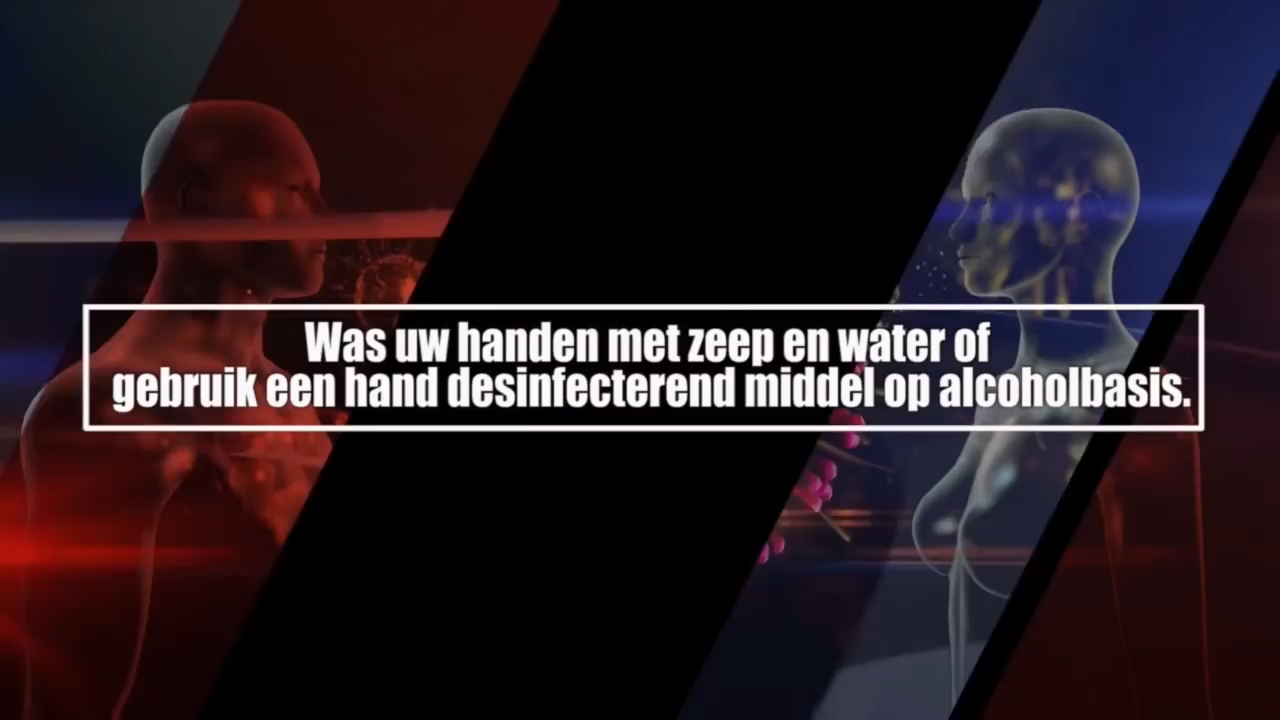 Was uw handen met zeep en water of
gebruik een hand desinfecterend middel op alcoholbasis.